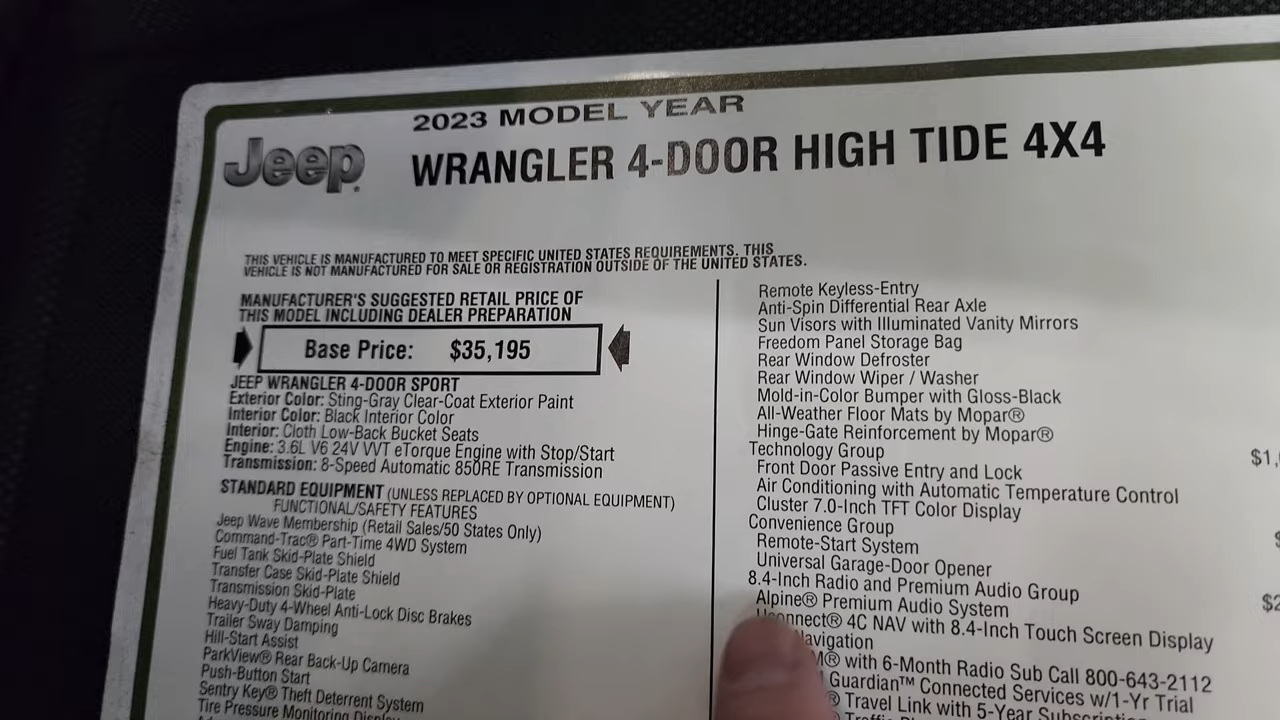 2023 MODEL YEAR
Jeep
WRANGLER 4-DOOR HIGH TIDE 4X4
THIS VEHICLE IS MANUFACTURED TO MEET SPECIFIC UNITED STATES REQUIREMENTS. THIS
VEHICLE IS NOT MANUFACTURED FOR SALE OR REGISTRATION OUTSIDE OF THE UNITED STATES.
MANUFACTURER'S SUGGESTED RETAIL PRICE OF
THIS MODEL INCLUDING DEALER PREPARATION
Base Price: $35,195
JEEP WRANGLER 4-DOOR SPORT
Exterior Color: Sting-Gray Clear-Coat Exterior Paint
Interior Color: Black Interior Color
Interior: Cloth Low-Back Bucket Seats
Engine: 3.6L V6 24V VVT eTorque Engine with Stop/Start
Transmission: 8-Speed Automatic 850RE Transmission
STANDARD EQUIPMENT (UNLESS REPLACED BY OPTIONAL EQUIPMENT)
FUNCTIONAL/SAFETY FEATURES
Jeep Wave Membership (Retail Sales/50 States Only)
Command-Trac® Part-Time 4WD System
Fuel Tank Skid-Plate Shield
Transfer Case Skid-Plate Shield
Transmission Skid-Plate
Heavy-Duty 4-Wheel Anti-Lock Disc Brakes
Trailer Sway Damping
Hill-Start Assist
ParkView® Rear Back-Up Camera
Push-Button Start
Sentry Key® Theft Deterrent System
Tire Pressure Monitoring Display
Remote Keyless-Entry
Anti-Spin Differential Rear Axle
Sun Visors with Illuminated Vanity Mirrors
Freedom Panel Storage Bag
Rear Window Defroster
Rear Window Wiper / Washer
Mold-in-Color Bumper with Gloss-Black
All-Weather Floor Mats by Mopar®
Hinge-Gate Reinforcement by Mopar®
Technology Group $1,
Front Door Passive Entry and Lock
Air Conditioning with Automatic Temperature Control
Cluster 7.0-Inch TFT Color Display
Convenience Group
Remote-Start System
Universal Garage-Door Opener
8.4-Inch Radio and Premium Audio Group $2
Alpine® Premium Audio System
Uconnect® 4C NAV with 8.4-Inch Touch Screen Display
Navigation
® with 6-Month Radio Sub Call 800-643-2112
Guardian™ Connected Services w/1-Yr Trial
® Travel Link with 5-Year Subscription